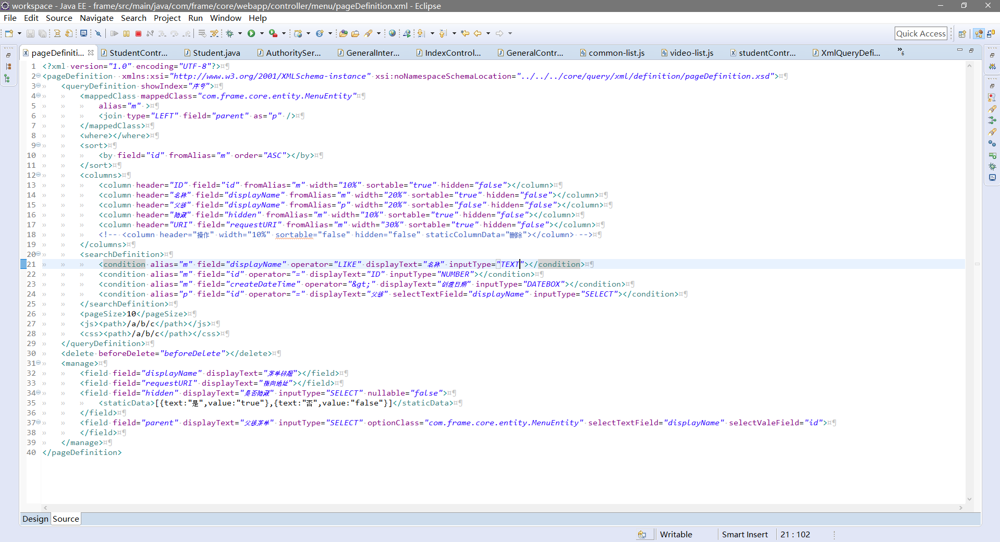 workspace - Java EE - frame/src/main/java/com/frame/core/webapp/controller/menu/pageDefinition.xml - Eclipse
File Edit Source Navigate Search Project Run Window Help
Quick Access
pageDefiniti... StudentContr... Student.java AuthoritySer... GeneralInter... IndexControl... GeneralContr... common-list.js video-list.js studentContr... XmlQueryDefi... »6
1 <?xml version="1.0" encoding="UTF-8"?>
2 <pageDefinition  xmlns:xsi="http://www.w3.org/2001/XMLSchema-instance" xsi:noNamespaceSchemaLocation="../../../core/query/xml/definition/pageDefinition.xsd">
3 <queryDefinition showIndex="序号">
4 <mappedClass mappedClass="com.frame.core.entity.MenuEntity"
5 alias="m" >
6 <join type="LEFT" field="parent" as="p" />
7 </mappedClass>
8 <where></where>
9 <sort>
10 <by field="id" fromAlias="m" order="ASC"></by>
11 </sort>
12 <columns>
13 <column header="ID" field="id" fromAlias="m" width="10%" sortable="true" hidden="false"></column>
14 <column header="名称" field="displayName" fromAlias="m" width="20%" sortable="true" hidden="false"></column>
15 <column header="父级" field="displayName" fromAlias="p" width="20%" sortable="false" hidden="false"></column>
16 <column header="隐藏" field="hidden" fromAlias="m" width="10%" sortable="true" hidden="false"></column>
17 <column header="URI" field="requestURI" fromAlias="m" width="30%" sortable="true" hidden="false"></column>
18 <!-- <column header="操作" width="10%" sortable="false" hidden="false" staticColumnData="删除"></column> -->
19 </columns>
20 <searchDefinition>
21 <condition alias="m" field="displayName" operator="LIKE" displayText="名称" inputType="TEXT"></condition>
22 <condition alias="m" field="id" operator="=" displayText="ID" inputType="NUMBER"></condition>
23 <condition alias="m" field="createDateTime" operator="&gt;" displayText="创建日期" inputType="DATEBOX"></condition>
24 <condition alias="p" field="id" operator="=" displayText="父级" selectTextField="displayName" inputType="SELECT"></condition>
25 </searchDefinition>
26 <pageSize>10</pageSize>
27 <js><path>/a/b/c</path></js>
28 <css><path>/a/b/c</path></css>
29 </queryDefinition>
30 <delete beforeDelete="beforeDelete"></delete>
31 <manage>
32 <field field="displayName" displayText="菜单标题"></field>
33 <field field="requestURI" displayText="指向地址"></field>
34 <field field="hidden" displayText="是否隐藏" inputType="SELECT" nullable="false">
35 <staticData>[{text:"是",value:"true"},{text:"否",value:"false"}]</staticData>
36 </field>
37 <field field="parent" displayText="父级菜单" inputType="SELECT" optionClass="com.frame.core.entity.MenuEntity" selectTextField="displayName" selectValeField="id">
38 </field>
39 </manage>
40 </pageDefinition>
Design Source
Writable Smart Insert 21 : 102